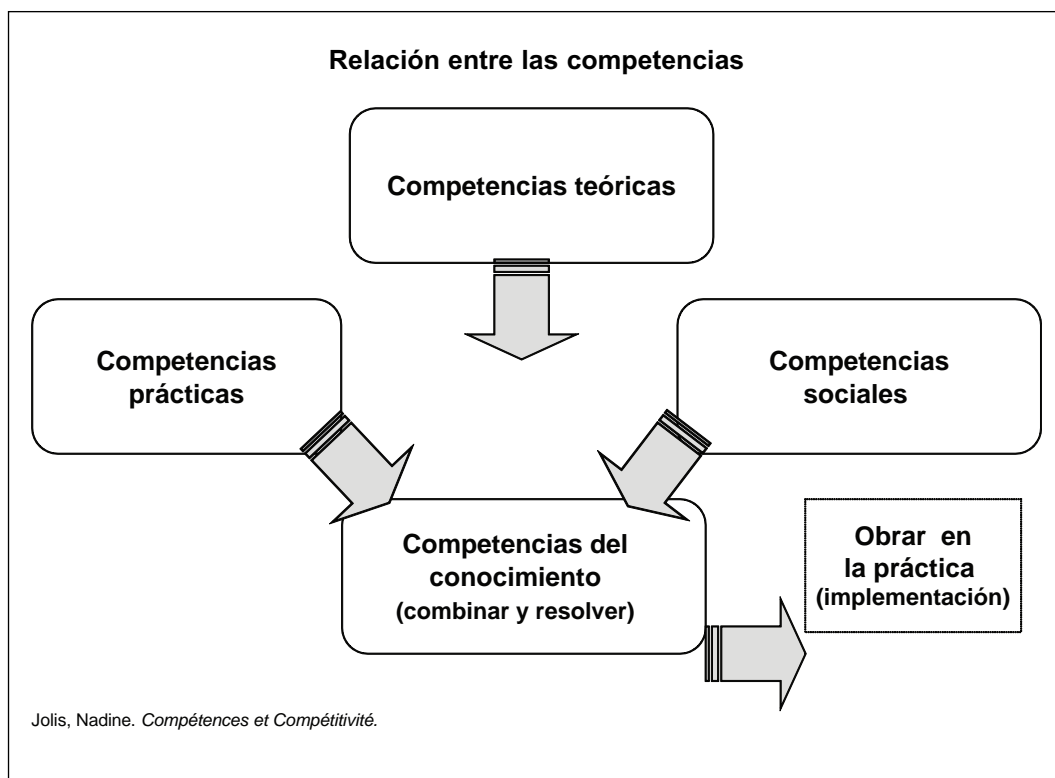 Relación entre las competencias
Competencias teóricas
Competencias
prácticas
Competencias
sociales
Competencias del
conocimiento
(combinar y resolver)
Obrar en
la práctica
(implementación)
Jolis, Nadine. Compétences et Compétitivité.